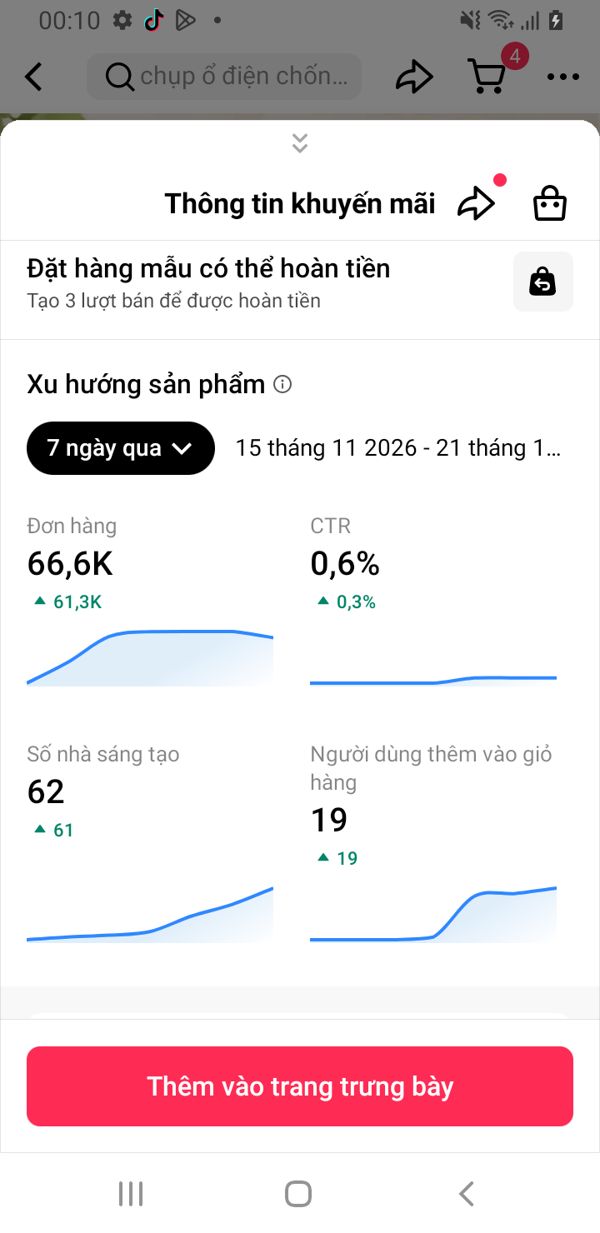 00:10
chụp ổ điện chốn...
4
Thông tin khuyến mãi
Đặt hàng mẫu có thể hoàn tiền
Tạo 3 lượt bán để được hoàn tiền
Xu hướng sản phẩm
7 ngày qua
15 tháng 11 2026 - 21 tháng 1...
Đơn hàng
66,6K
61,3K
CTR
0,6%
0,3%
Số nhà sáng tạo
62
61
Người dùng thêm vào giỏ
hàng
19
19
Thêm vào trang trưng bày